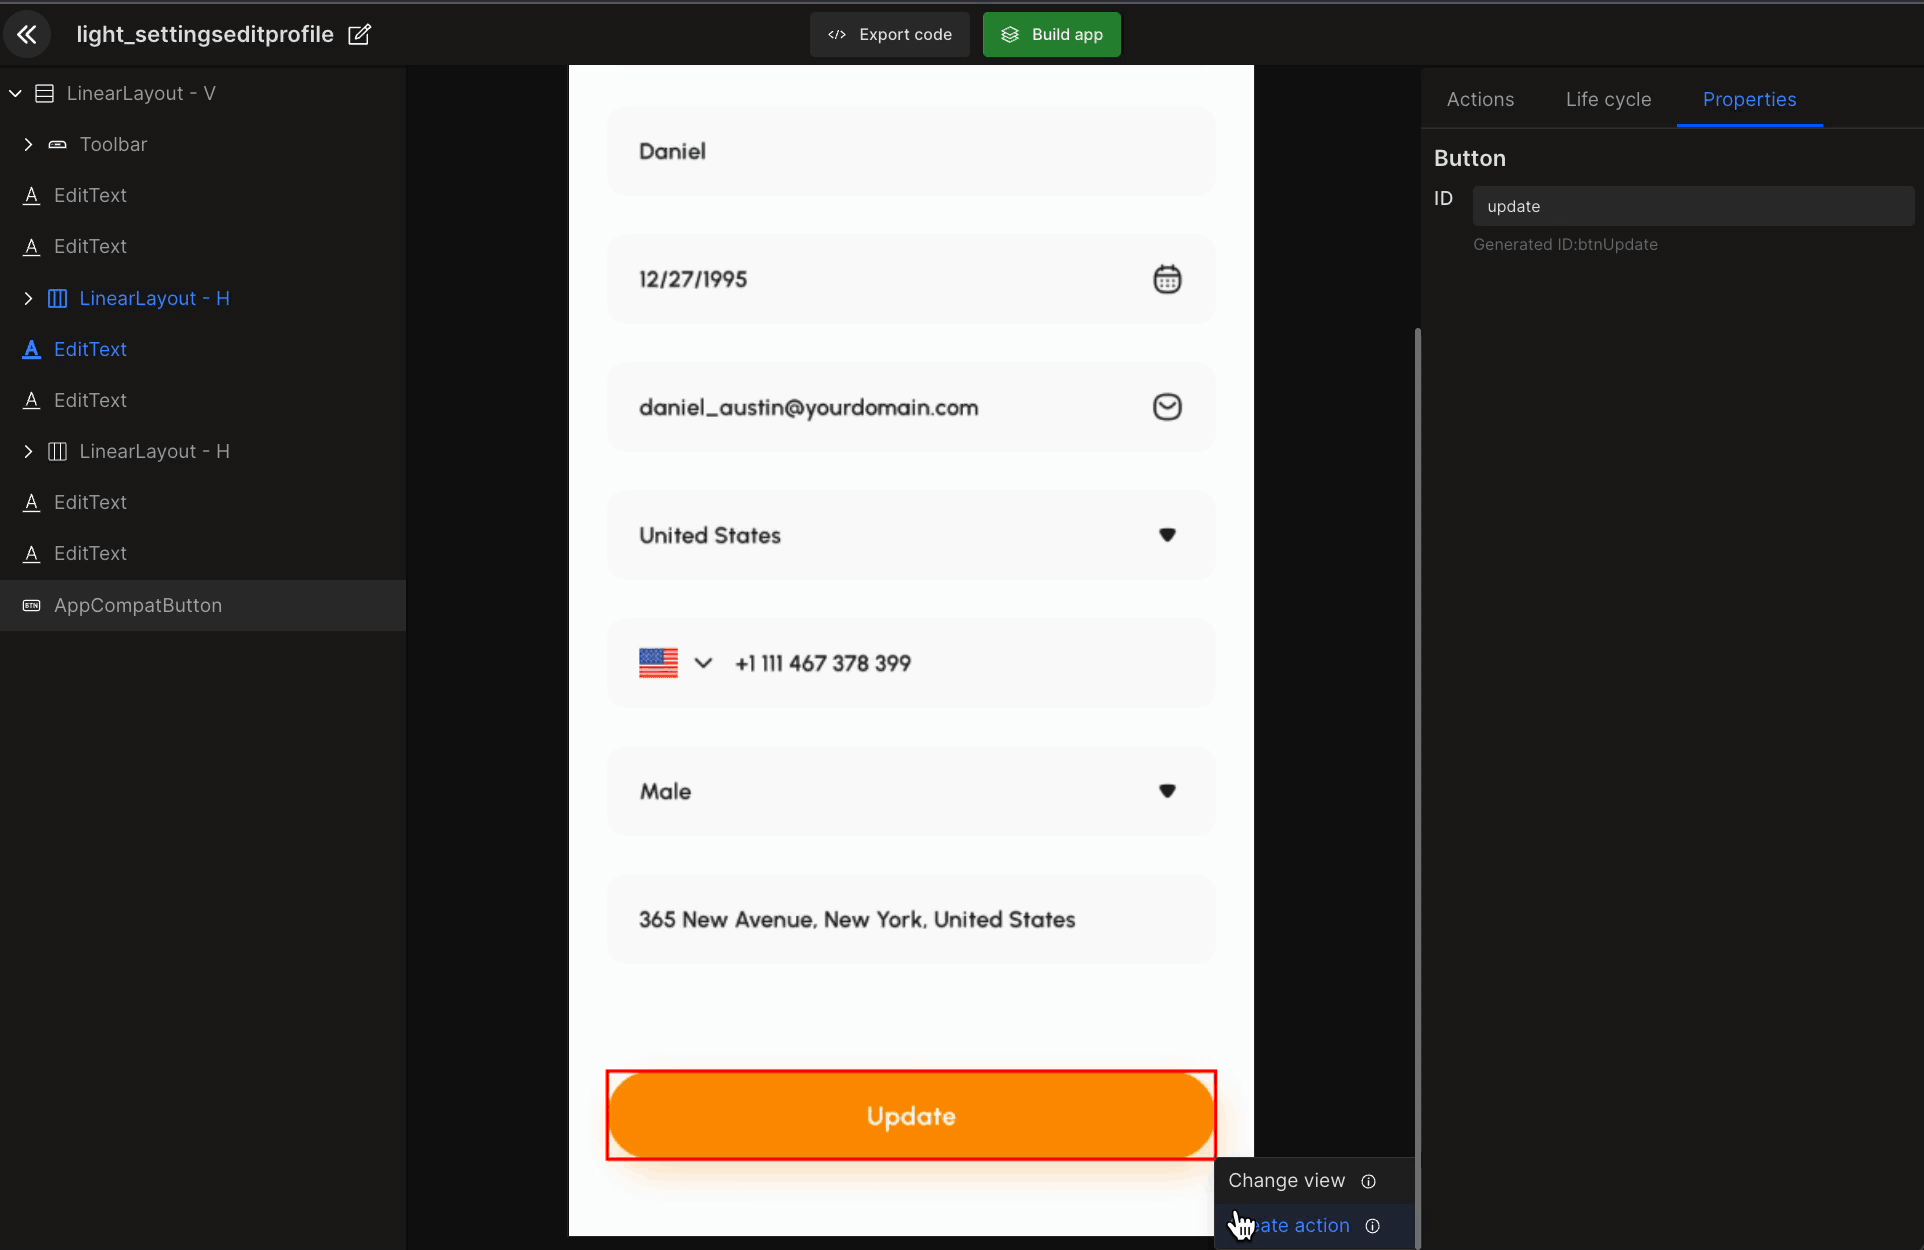 light_settingseditprofile
Export code
Build app
LinearLayout - V
Toolbar
EditText
EditText
LinearLayout - H
EditText
EditText
LinearLayout - H
EditText
EditText
BTN AppCompatButton
Daniel
12/27/1995
daniel_austin@yourdomain.com
United States
+1 111 467 378 399
Male
365 New Avenue, New York, United States
Update
Change view
eate action
Actions Life cycle Properties
Button
ID update
Generated ID:btnUpdate